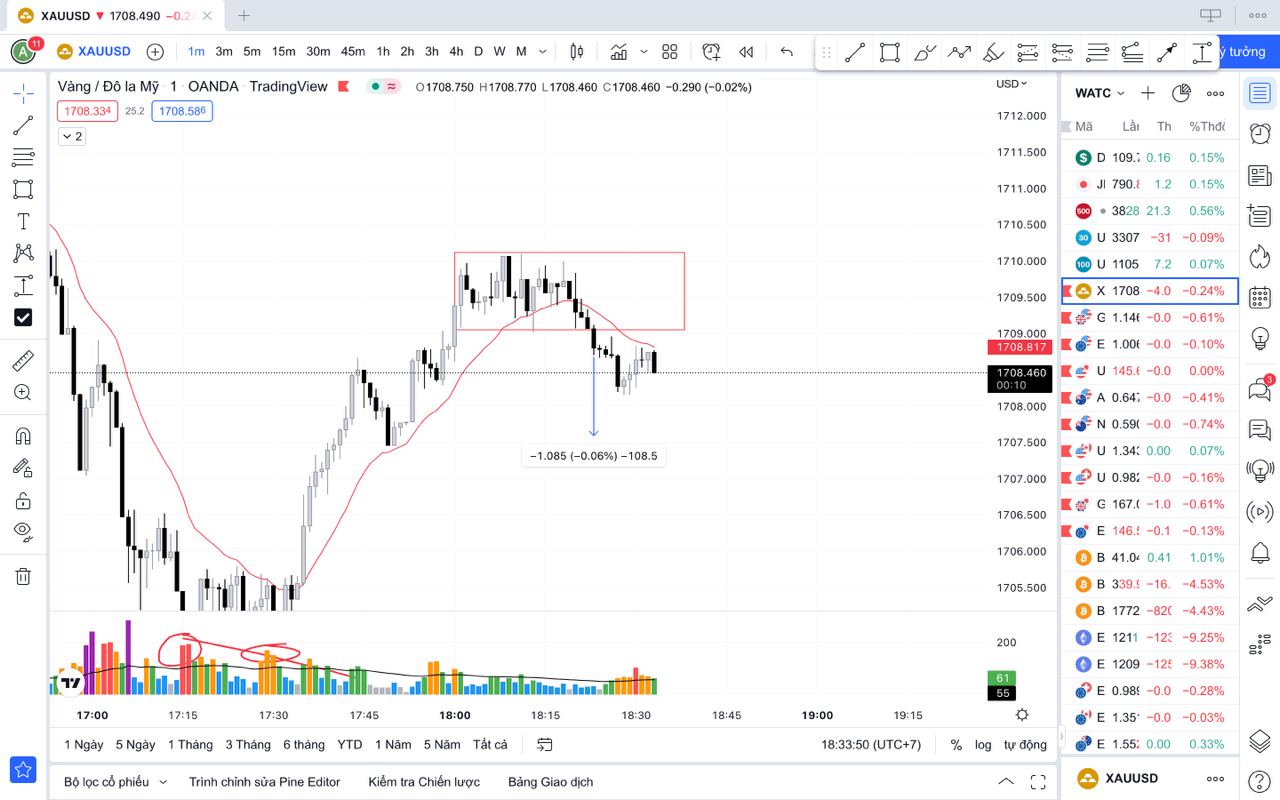 XAUUSD ▼ 1708.490 −0.2
A 11 XAUUSD 1m 3m 5m 15m 30m 45m 1h 2h 3h 4h D W M ý tưởng
Vàng / Đô la Mỹ · 1 · OANDA · TradingView O1708.750 H1708.770 L1708.460 C1708.460 −0.290 (−0.02%) USD
1708.334 25.2 1708.586
2
1712.000
1711.500
1711.000
1710.500
1710.000
1709.500
1709.000
1708.817
1708.460
00:10
1708.000
1707.500
−1.085 (−0.06%) −108.5
1707.000
1706.500
1706.000
1705.500
200
61
55
17:00 17:15 17:30 17:45 18:00 18:15 18:30 18:45 19:00 19:15
1 Ngày 5 Ngày 1 Tháng 3 Tháng 6 tháng YTD 1 Năm 5 Năm Tất cả 18:33:50 (UTC+7) % log tự động
Bộ lọc cổ phiếu Trình chỉnh sửa Pine Editor Kiểm tra Chiến lược Bảng Giao dịch
WATC
Mã Lần Th %Thđổ
D 109.7 0.16 0.15%
JI 790.8 1.2 0.15%
500 3828 21.3 0.56%
30 U 3307 −31 −0.09%
100 U 1105 7.2 0.07%
X 1708 −4.0 −0.24%
G 1.146 −0.0 −0.61%
E 1.006 −0.0 −0.10%
U 145.6 −0.0 0.00%
A 0.647 −0.0 −0.41%
N 0.590 −0.0 −0.74%
U 1.343 0.00 0.07%
U 0.982 −0.0 −0.16%
G 167.0 −1.0 −0.61%
E 146.5 −0.1 −0.13%
B 41.04 0.41 1.01%
B 339.9 −16. −4.53%
B 1772 −820 −4.43%
E 1211 −123 −9.25%
E 1209 −125 −9.38%
E 0.989 −0.0 −0.28%
E 1.351 −0.0 −0.03%
E 1.552 0.00 0.33%
XAUUSD
3